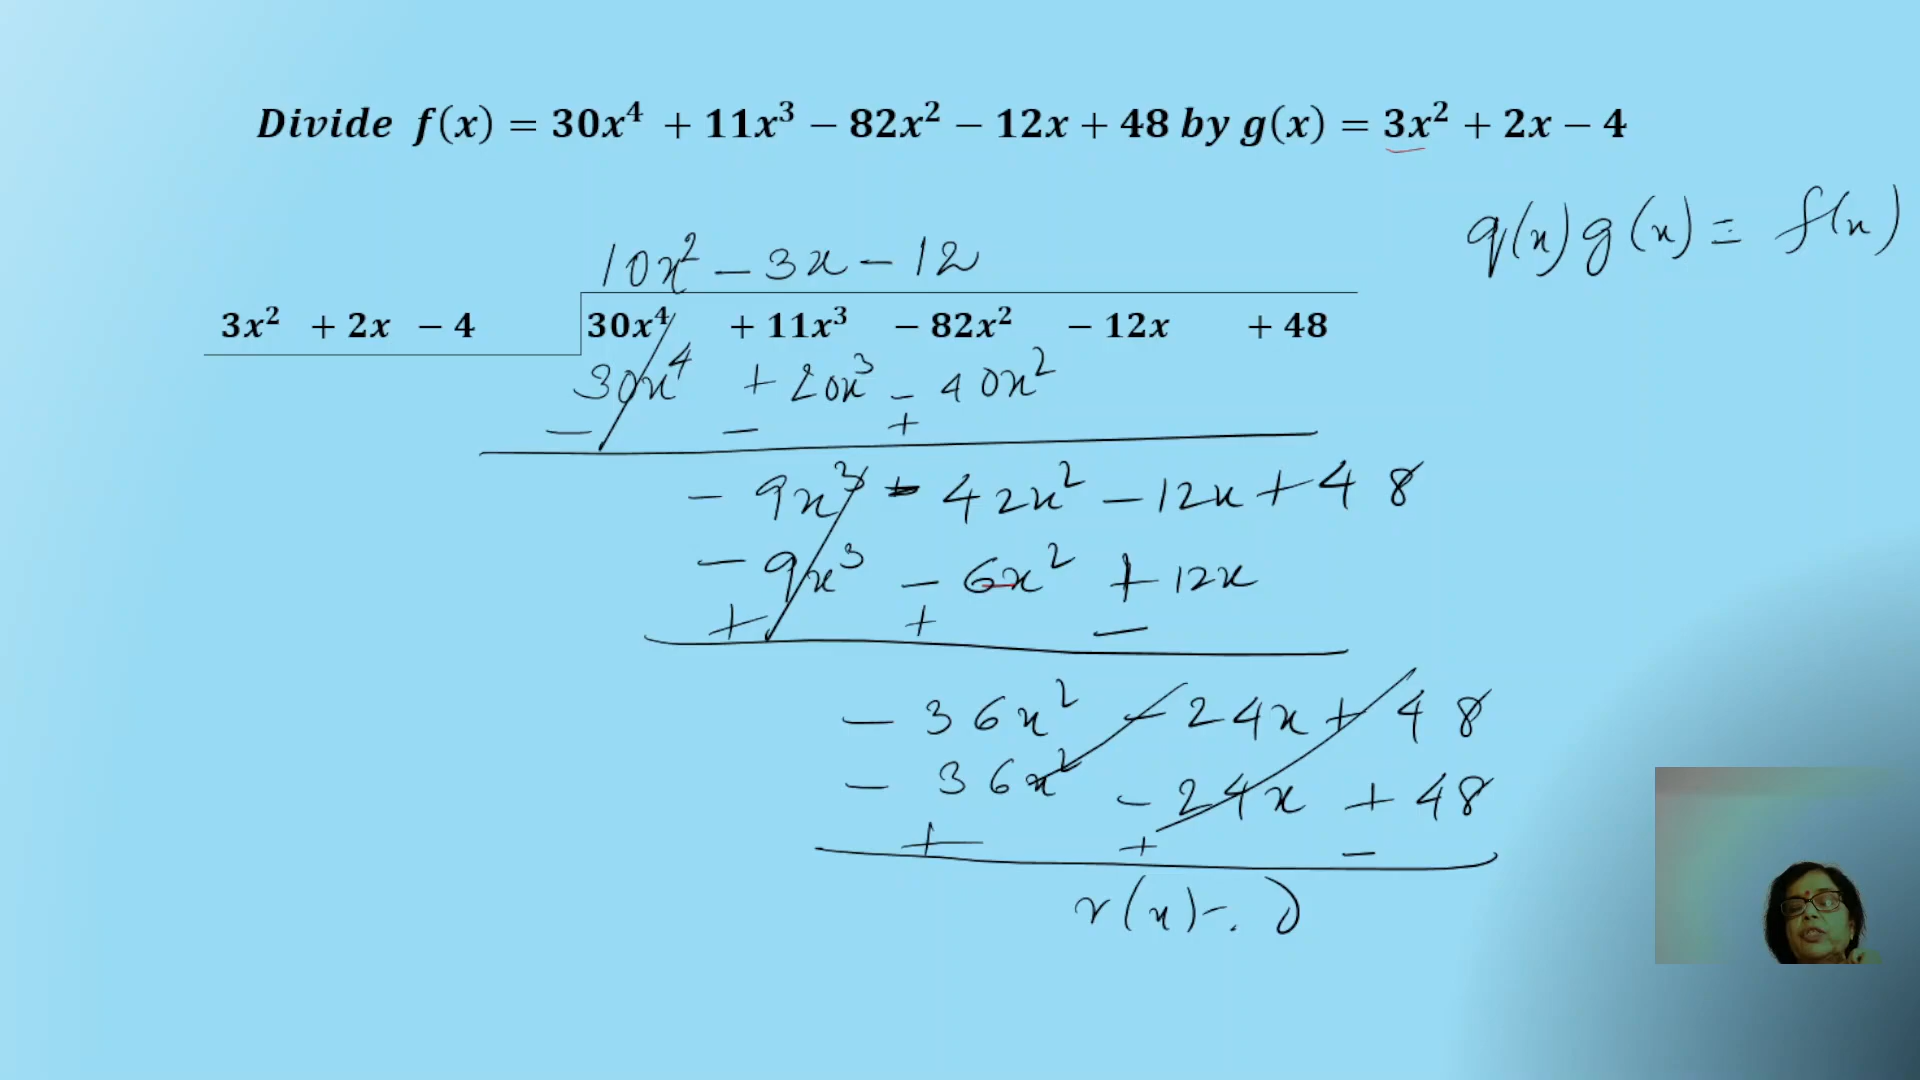 Divide f(x) = 30x⁴ + 11x³ − 82x² − 12x + 48 by g(x) = 3x² + 2x − 4
q(x) g(x) = f(x)
10x² − 3x − 12
3x² + 2x − 4 30x⁴ + 11x³ − 82x² − 12x + 48
30x⁴ + 20x³ − 40x²
− − +
− 9x³ − 42x² − 12x + 48
− 9x³ − 6x² + 12x
+ + −
− 36x² − 24x + 48
− 36x² − 24x + 48
+ + −
r(x) = 0